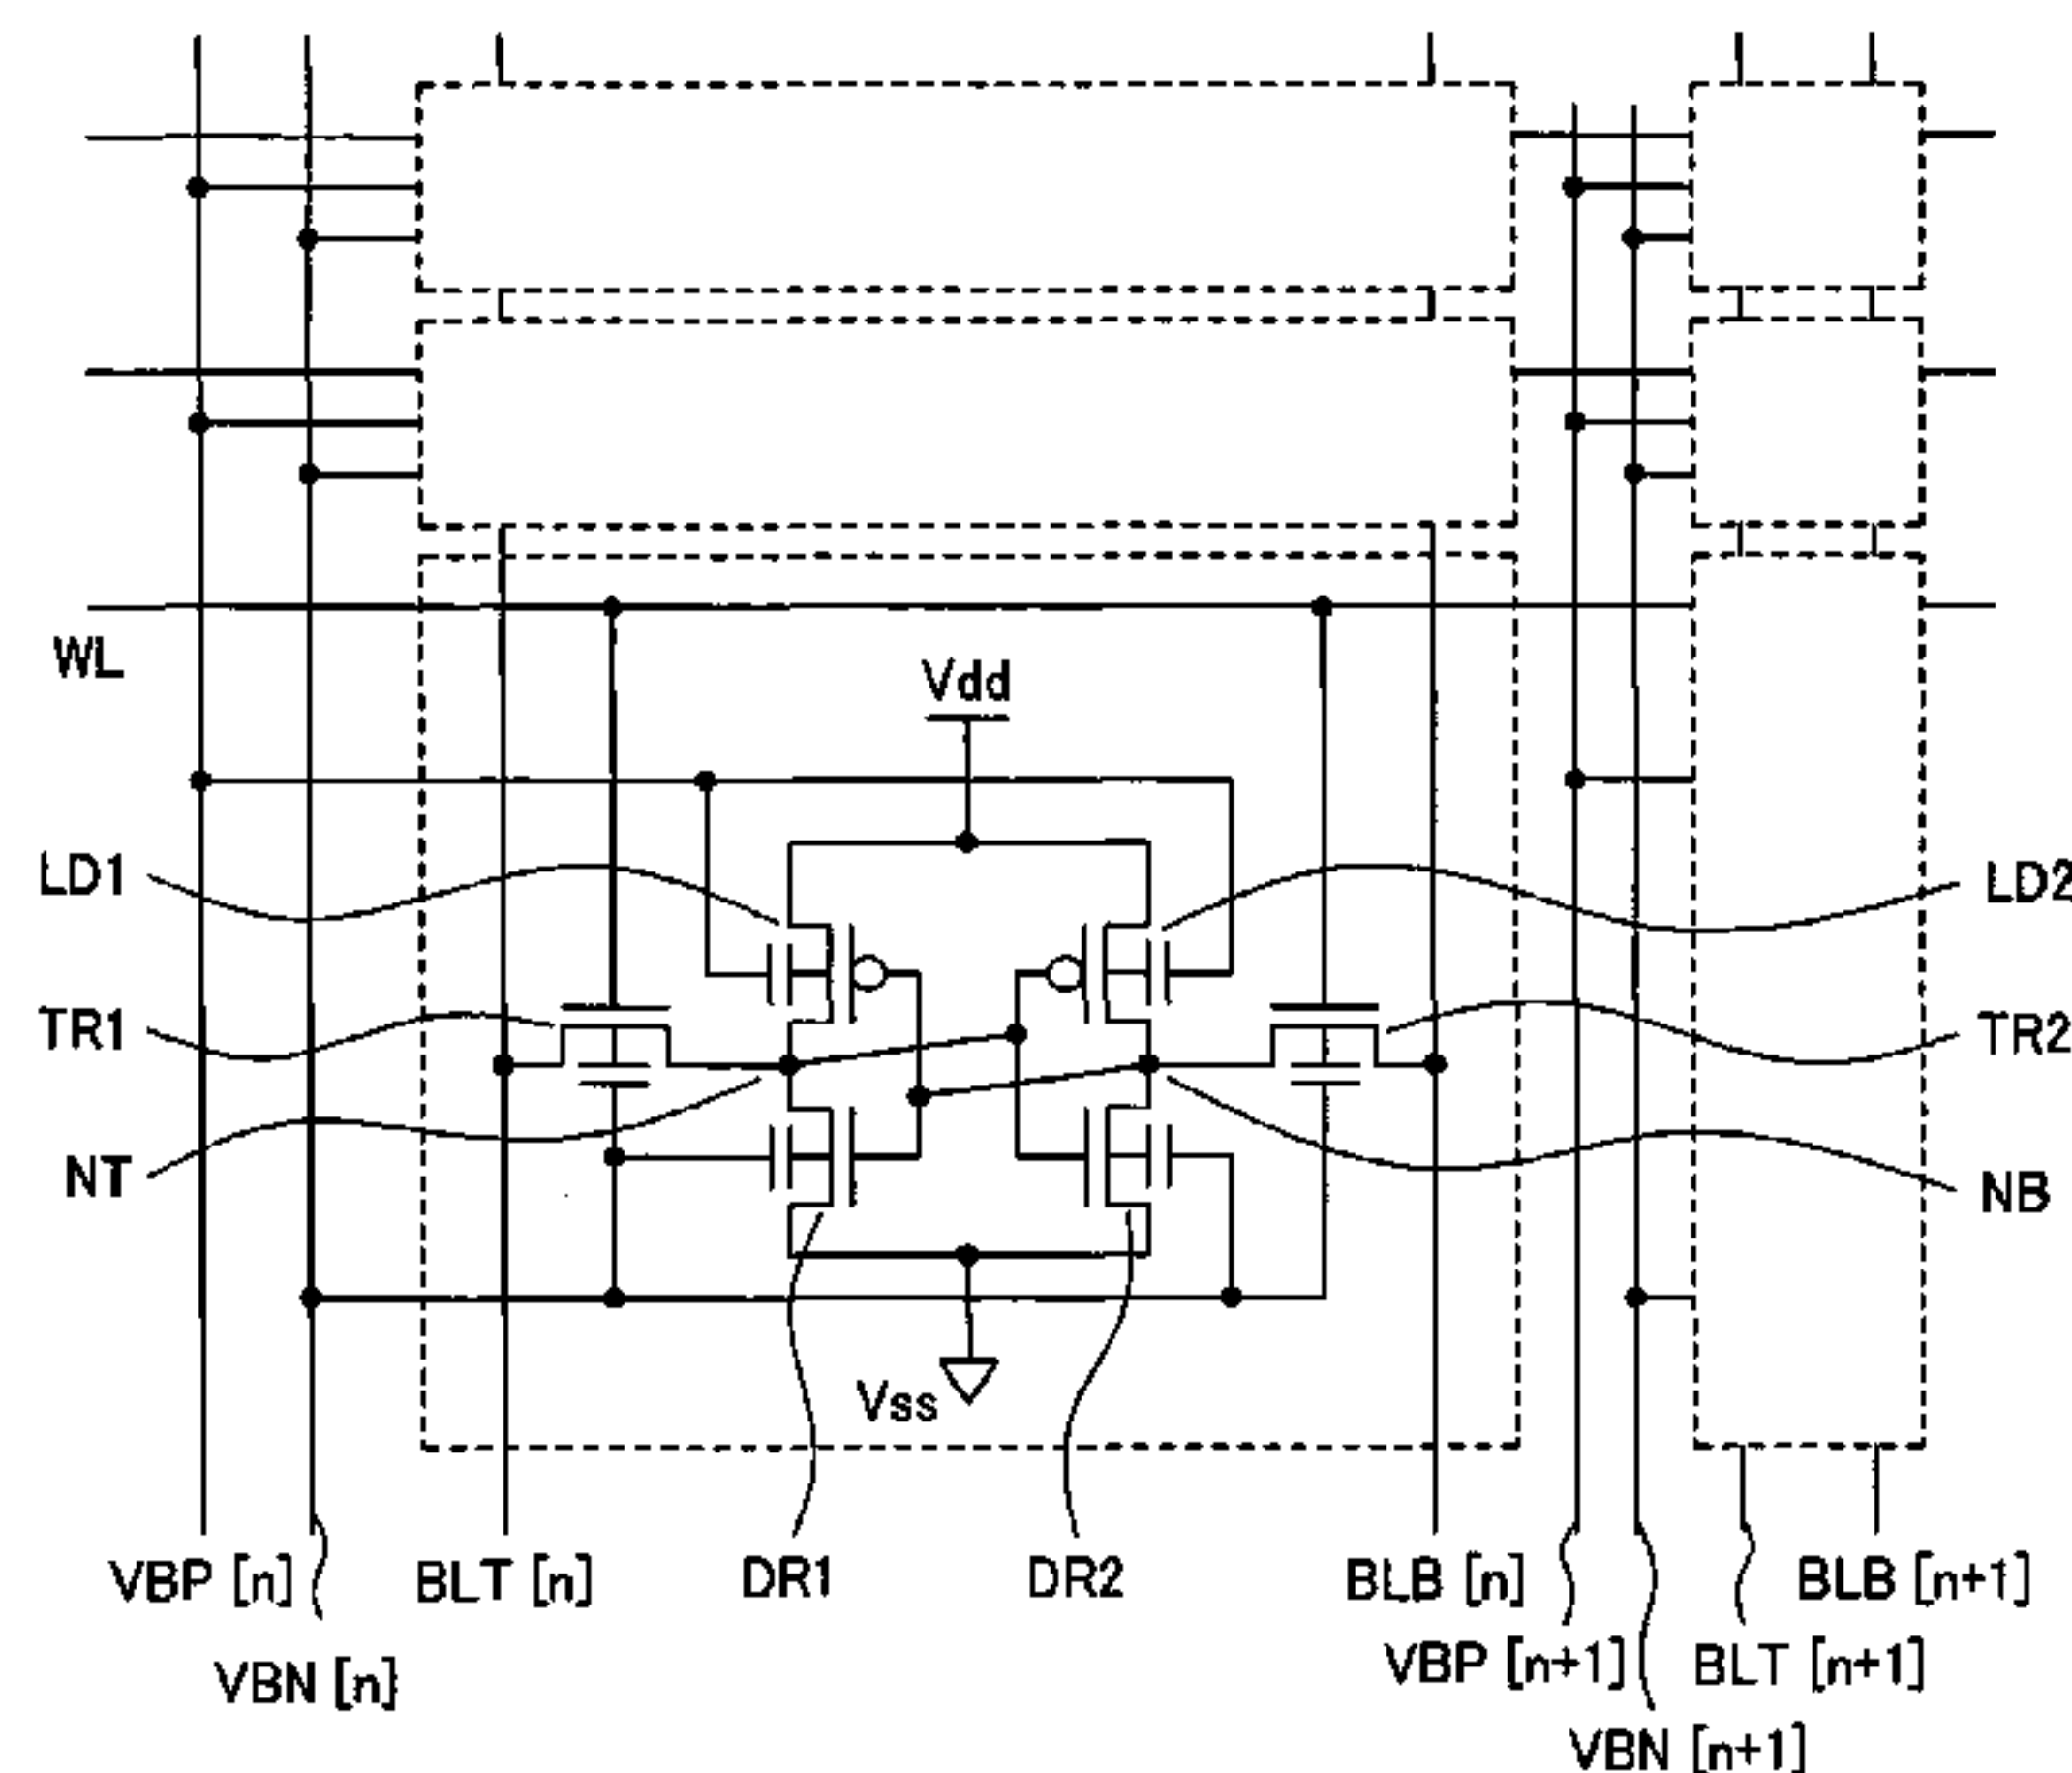 WL
Vdd
LD1
LD2
TR1
TR2
NT
NB
Vss
VBP [n]
BLT [n]
DR1
DR2
BLB [n]
BLB [n+1]
VBN [n]
VBP [n+1]
BLT [n+1]
VBN [n+1]